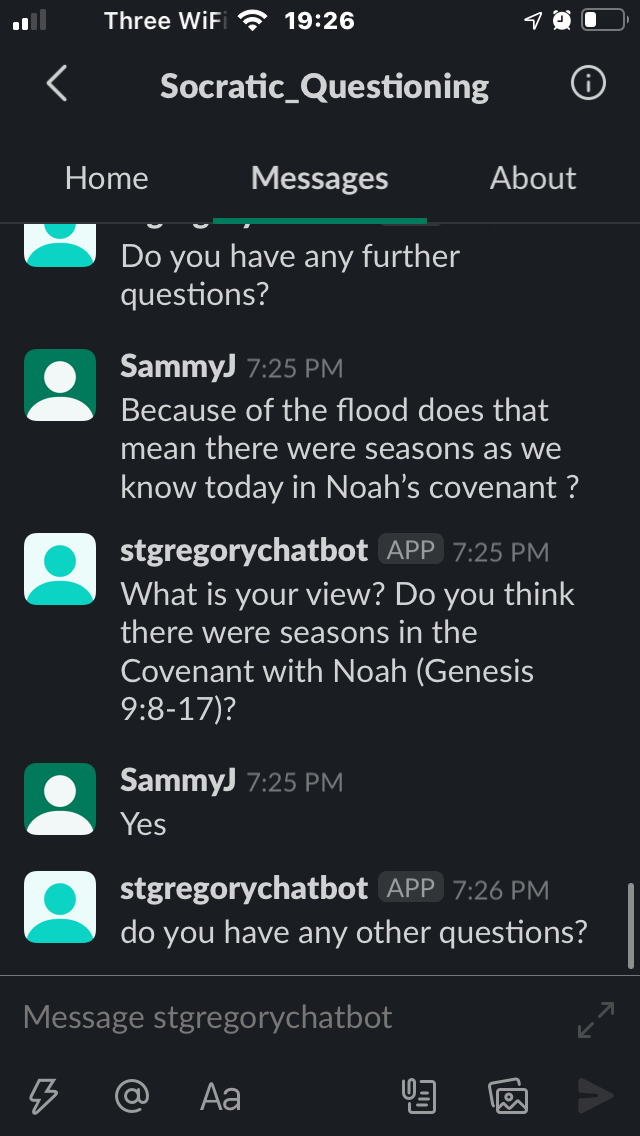 Three WiFi 19:26
Socratic_Questioning
Home Messages About
Do you have any further
questions?
SammyJ 7:25 PM
Because of the flood does that
mean there were seasons as we
know today in Noah’s covenant ?
stgregorychatbot APP 7:25 PM
What is your view? Do you think
there were seasons in the
Covenant with Noah (Genesis
9:8-17)?
SammyJ 7:25 PM
Yes
stgregorychatbot APP 7:26 PM
do you have any other questions?
Message stgregorychatbot
@ Aa